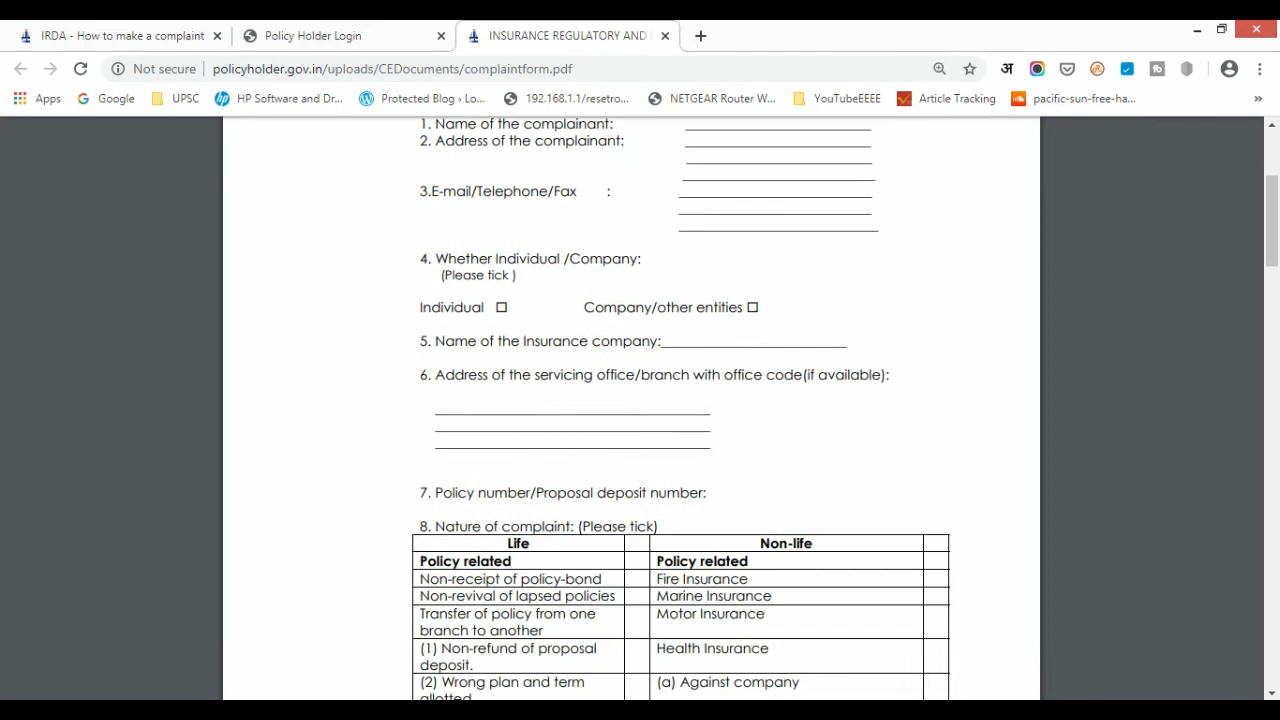 IRDA - How to make a complaint
Policy Holder Login
INSURANCE REGULATORY AND
Not secure
policyholder.gov.in/uploads/CEDocuments/complaintform.pdf
अ
Apps
Google
UPSC
HP Software and Dr...
Protected Blog › Lo...
192.168.1.1/resetro...
NETGEAR Router W...
YouTubeEEEE
Article Tracking
pacific-sun-free-ha...
»
1. Name of the complainant:
2. Address of the complainant:
3.E-mail/Telephone/Fax :
4. Whether Individual /Company:
(Please tick )
Individual ☐ Company/other entities ☐
5. Name of the Insurance company:
6. Address of the servicing office/branch with office code(if available):
7. Policy number/Proposal deposit number:
8. Nature of complaint: (Please tick)
Life Non-life
Policy related Policy related
Non-receipt of policy-bond Fire Insurance
Non-revival of lapsed policies Marine Insurance
Transfer of policy from one Motor Insurance
branch to another
(1) Non-refund of proposal Health Insurance
deposit.
(2) Wrong plan and term (a) Against company
allotted